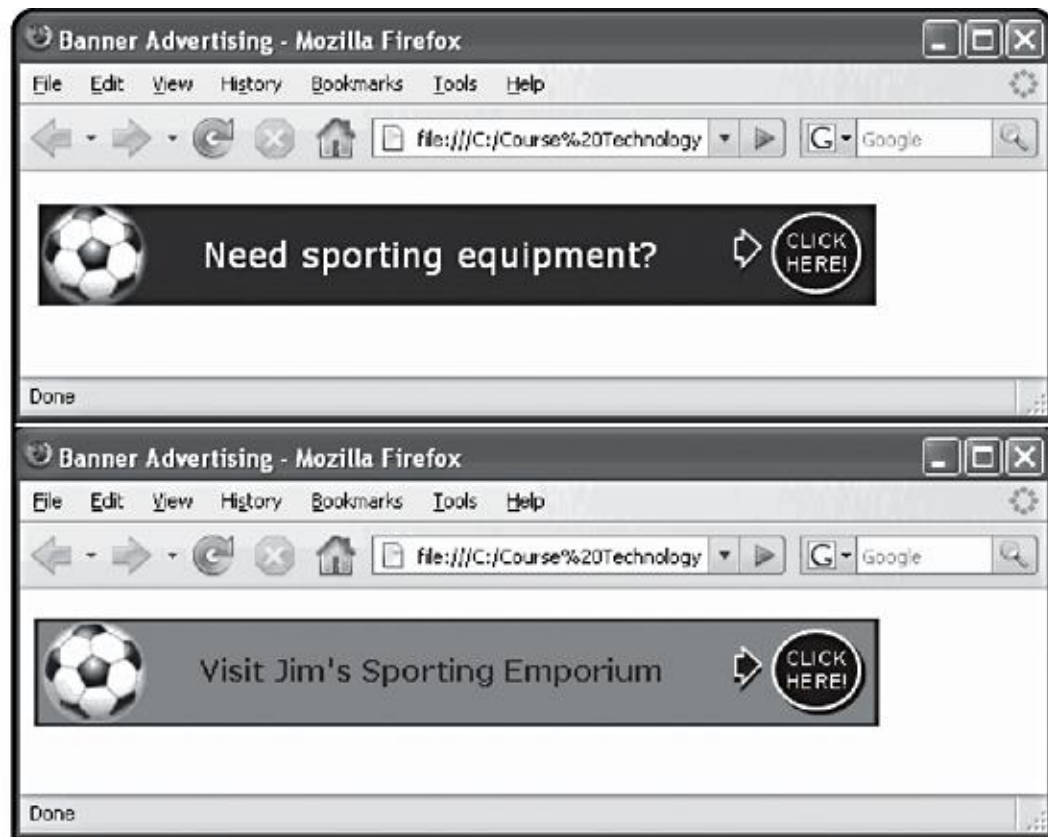 Banner Advertising - Mozilla Firefox
File Edit View History Bookmarks Tools Help
file:///C:/Course%20Technology G Google
Need sporting equipment? CLICK
HERE!
Done
Banner Advertising - Mozilla Firefox
File Edit View History Bookmarks Tools Help
file:///C:/Course%20Technology G Google
Visit Jim's Sporting Emporium CLICK
HERE!
Done